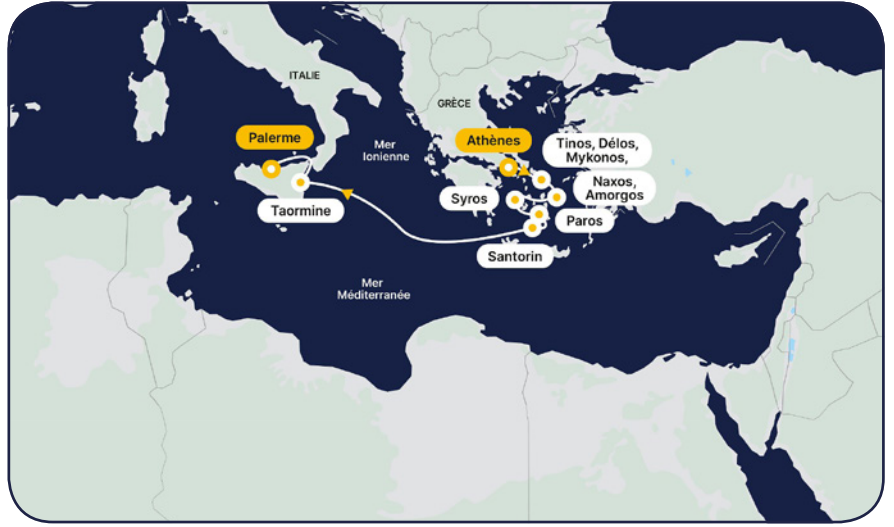 ITALIE
GRÈCE
Palerme
Mer
Ionienne
Athènes
Tinos, Délos,
Mykonos,
Naxos,
Amorgos
Syros
Taormine
Paros
Santorin
Mer
Méditerranée